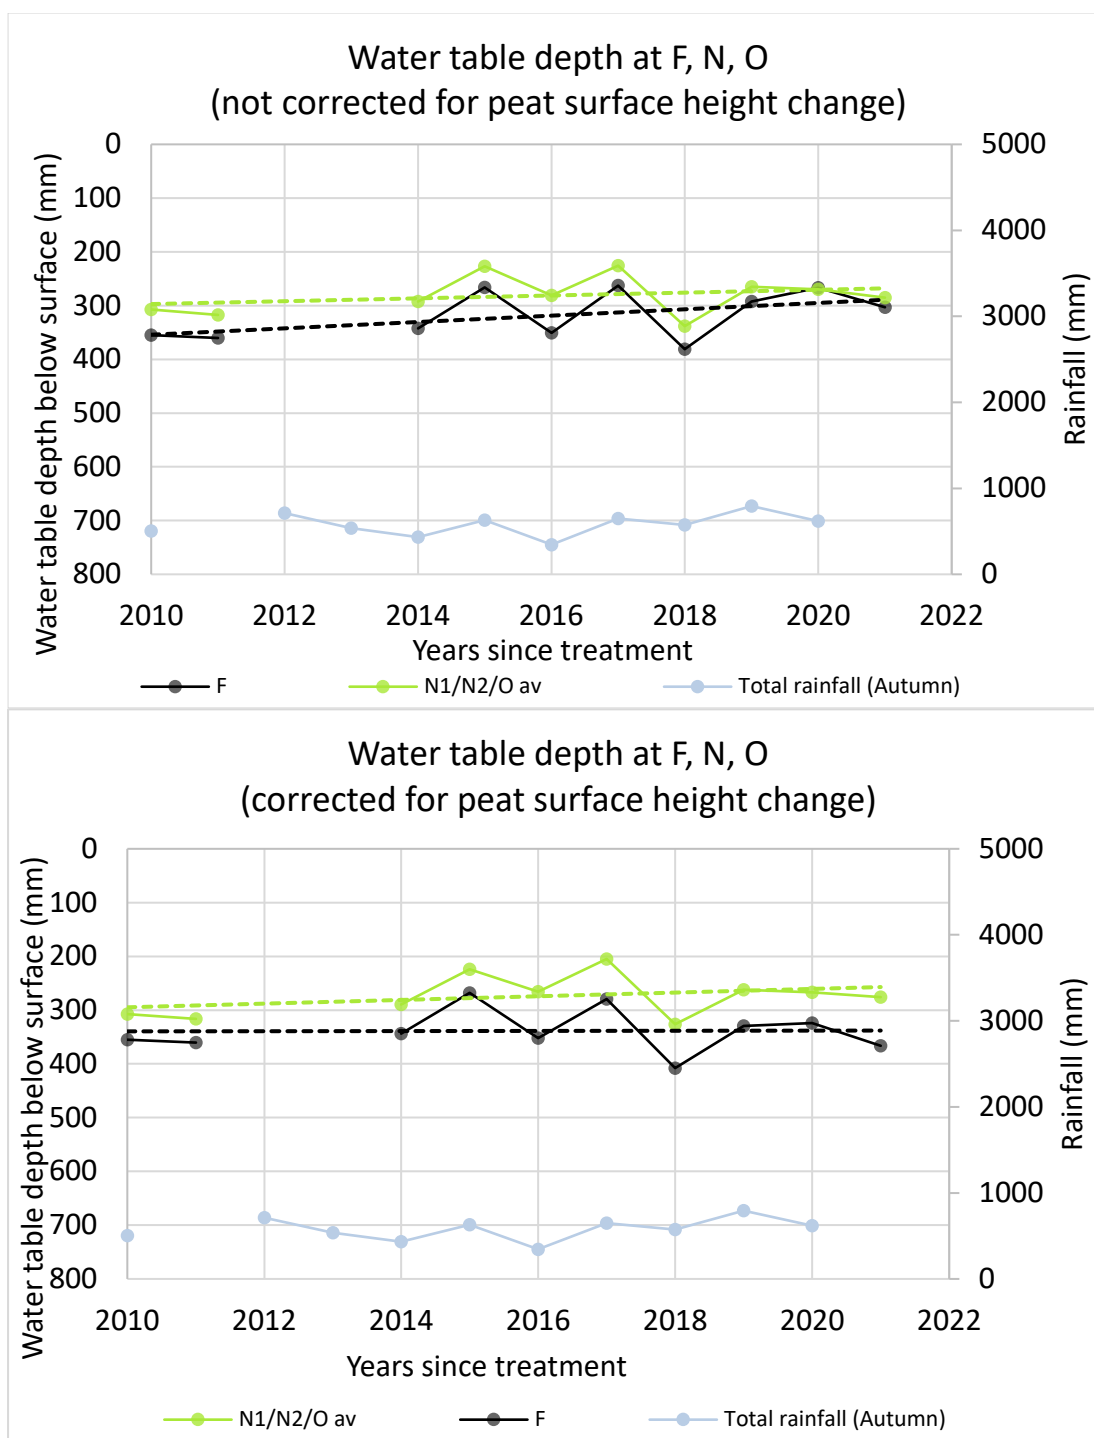 Water table depth at F, N, O
(not corrected for peat surface height change)
Water table depth below surface (mm)
0
100
200
300
400
500
600
700
800
5000
4000
3000
2000
1000
0
Rainfall (mm)
2010 2012 2014 2016 2018 2020 2022
Years since treatment
F N1/N2/O av Total rainfall (Autumn)
Water table depth at F, N, O
(corrected for peat surface height change)
Water table depth below surface (mm)
0
100
200
300
400
500
600
700
800
5000
4000
3000
2000
1000
0
Rainfall (mm)
2010 2012 2014 2016 2018 2020 2022
Years since treatment
N1/N2/O av F Total rainfall (Autumn)